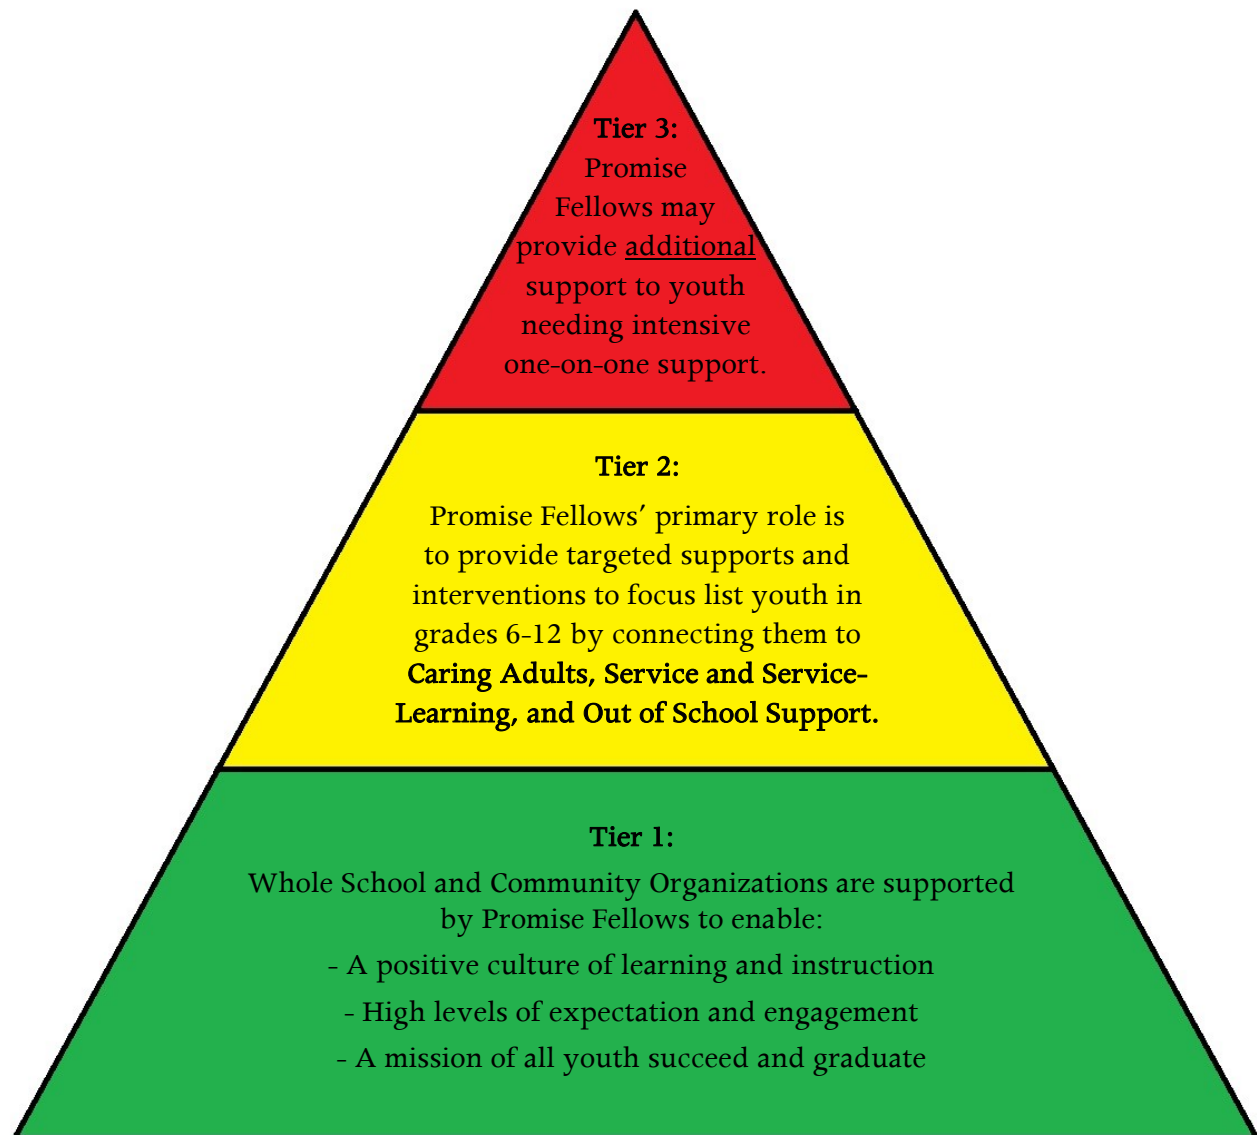 Tier 3:
Promise
Fellows may
provide additional
support to youth
needing intensive
one-on-one support.
Tier 2:
Promise Fellows’ primary role is
to provide targeted supports and
interventions to focus list youth in
grades 6-12 by connecting them to
Caring Adults, Service and Service-
Learning, and Out of School Support.
Tier 1:
Whole School and Community Organizations are supported
by Promise Fellows to enable:
- A positive culture of learning and instruction
- High levels of expectation and engagement
- A mission of all youth succeed and graduate